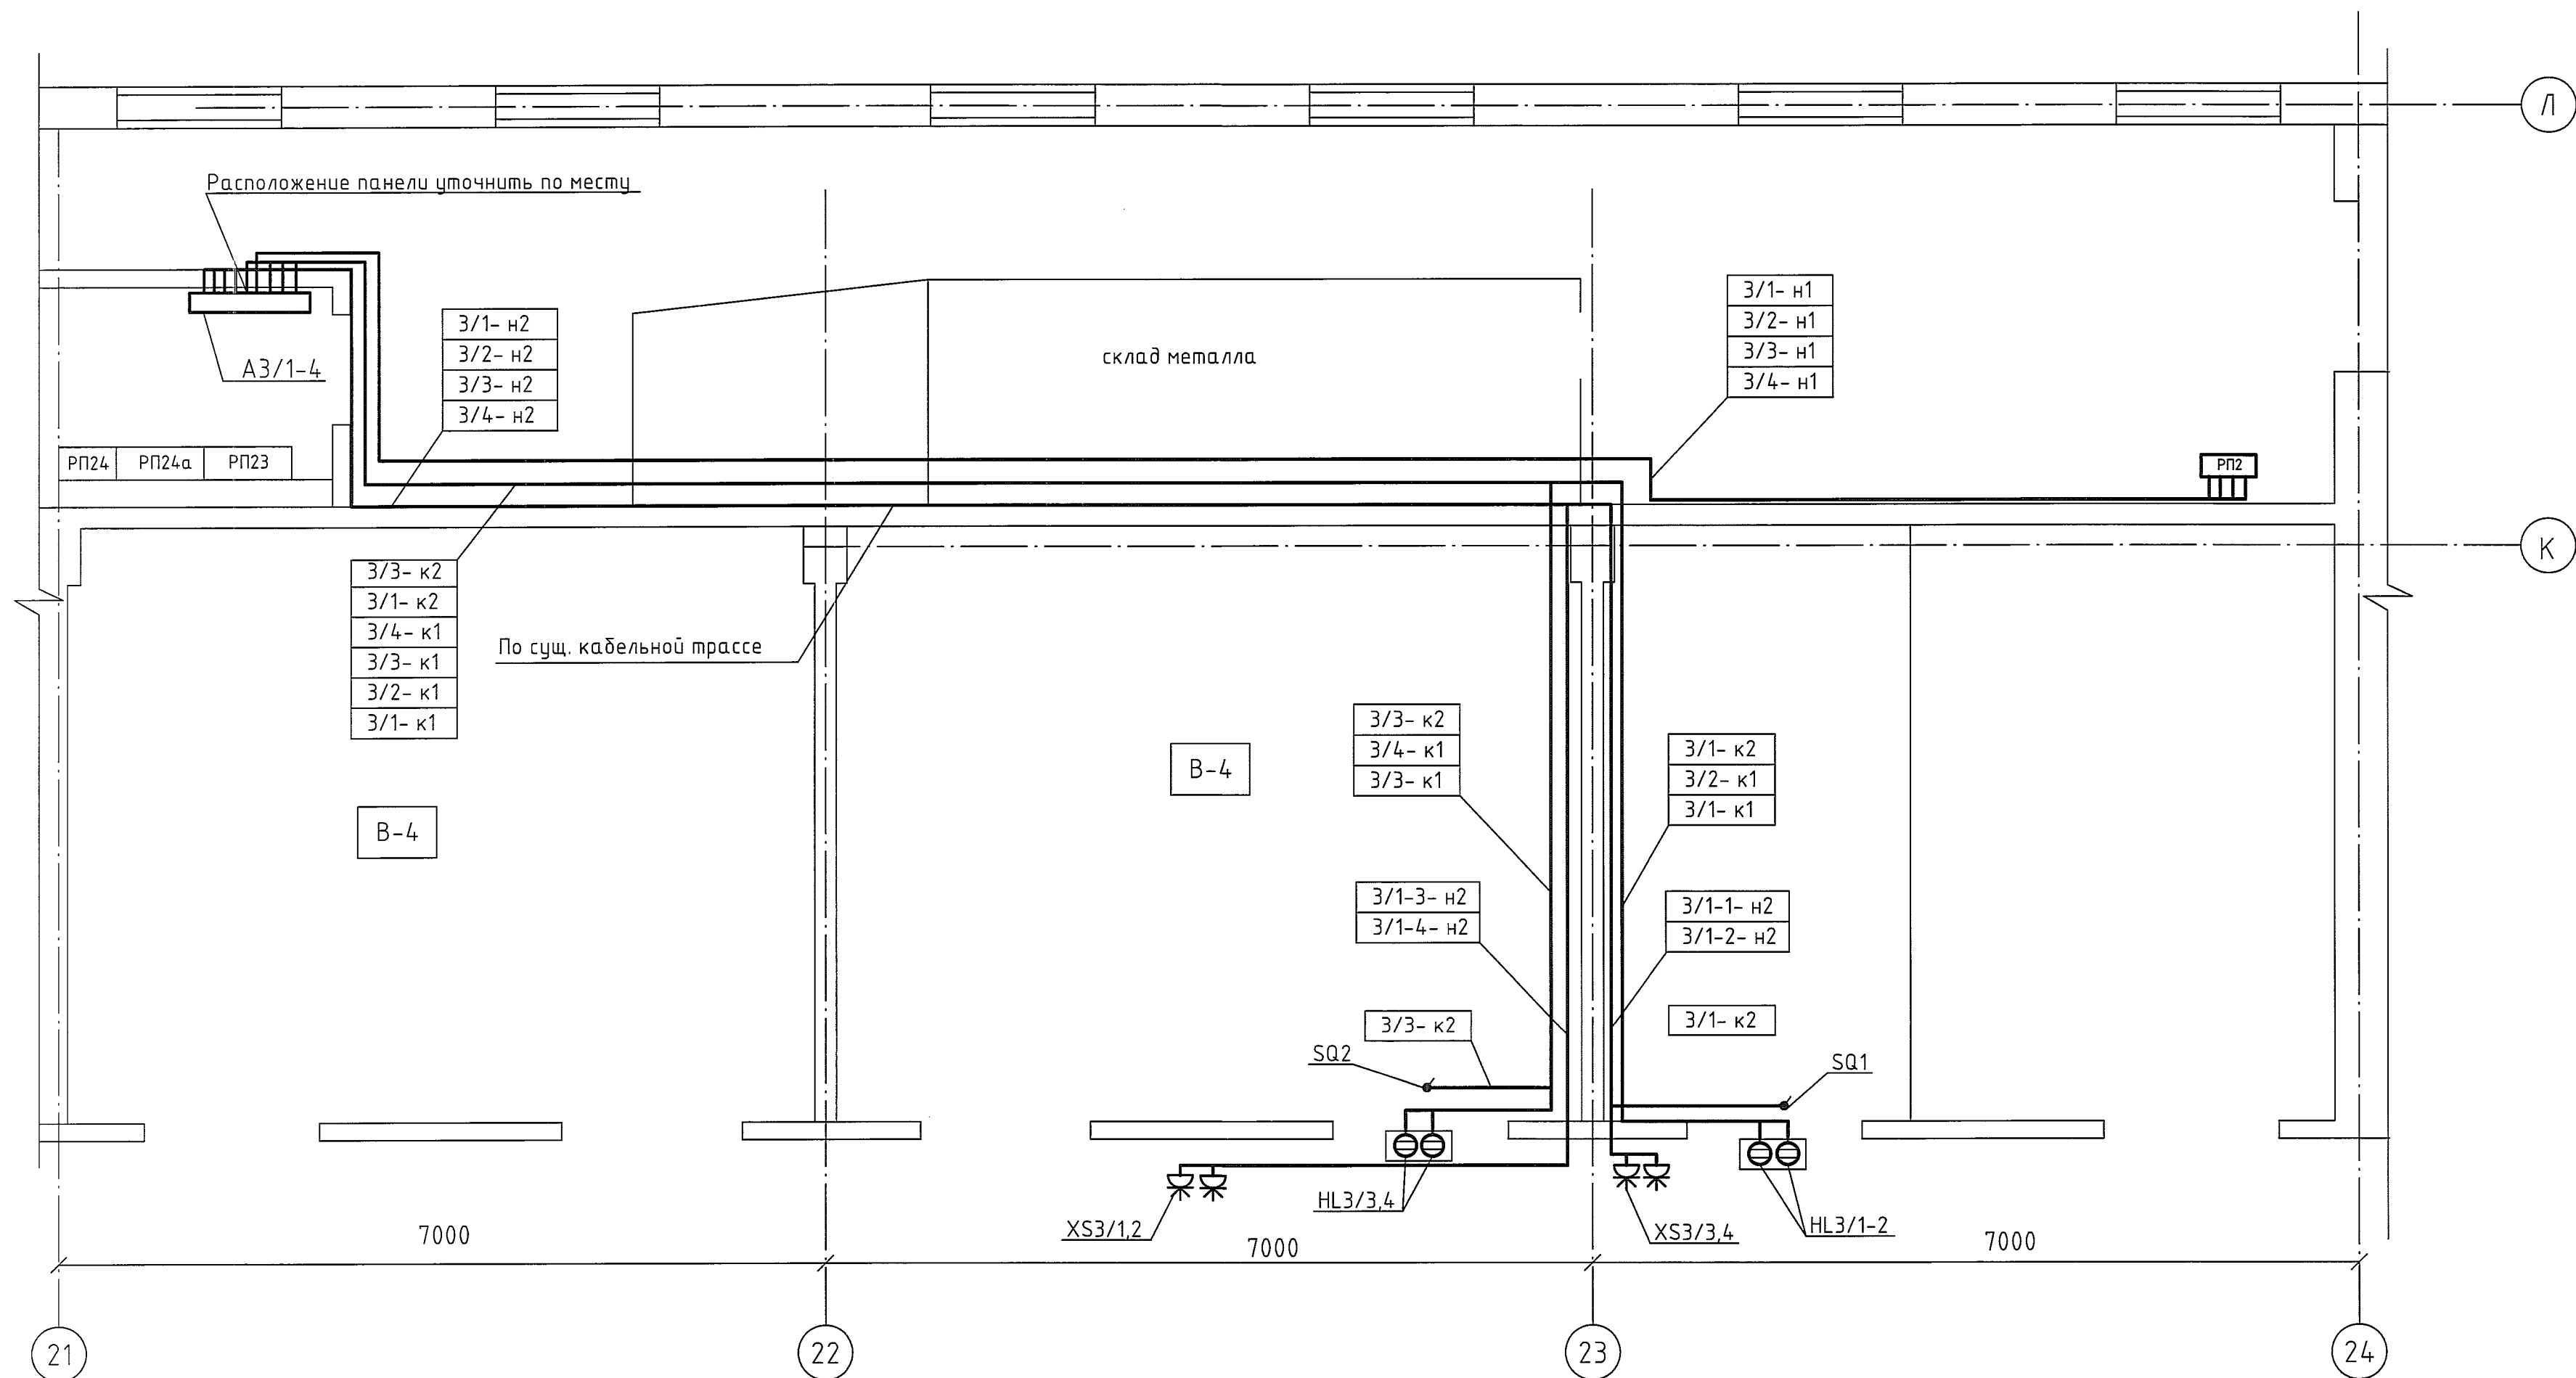 Л
Расположение панели уточнить по месту
А3/1-4
3/1- н2
3/2- н2
3/3- н2
3/4- н2
склад металла
3/1- н1
3/2- н1
3/3- н1
3/4- н1
РП24
РП24а
РП23
РП2
К
3/3- к2
3/1- к2
3/4- к1
3/3- к1
3/2- к1
3/1- к1
По сущ. кабельной трассе
В-4
В-4
3/3- к2
3/4- к1
3/3- к1
3/1- к2
3/2- к1
3/1- к1
3/1-3- н2
3/1-4- н2
3/1-1- н2
3/1-2- н2
3/3- к2
3/1- к2
SQ2
SQ1
HL3/3,4
XS3/1,2
XS3/3,4
HL3/1-2
7000
7000
7000
21
22
23
24